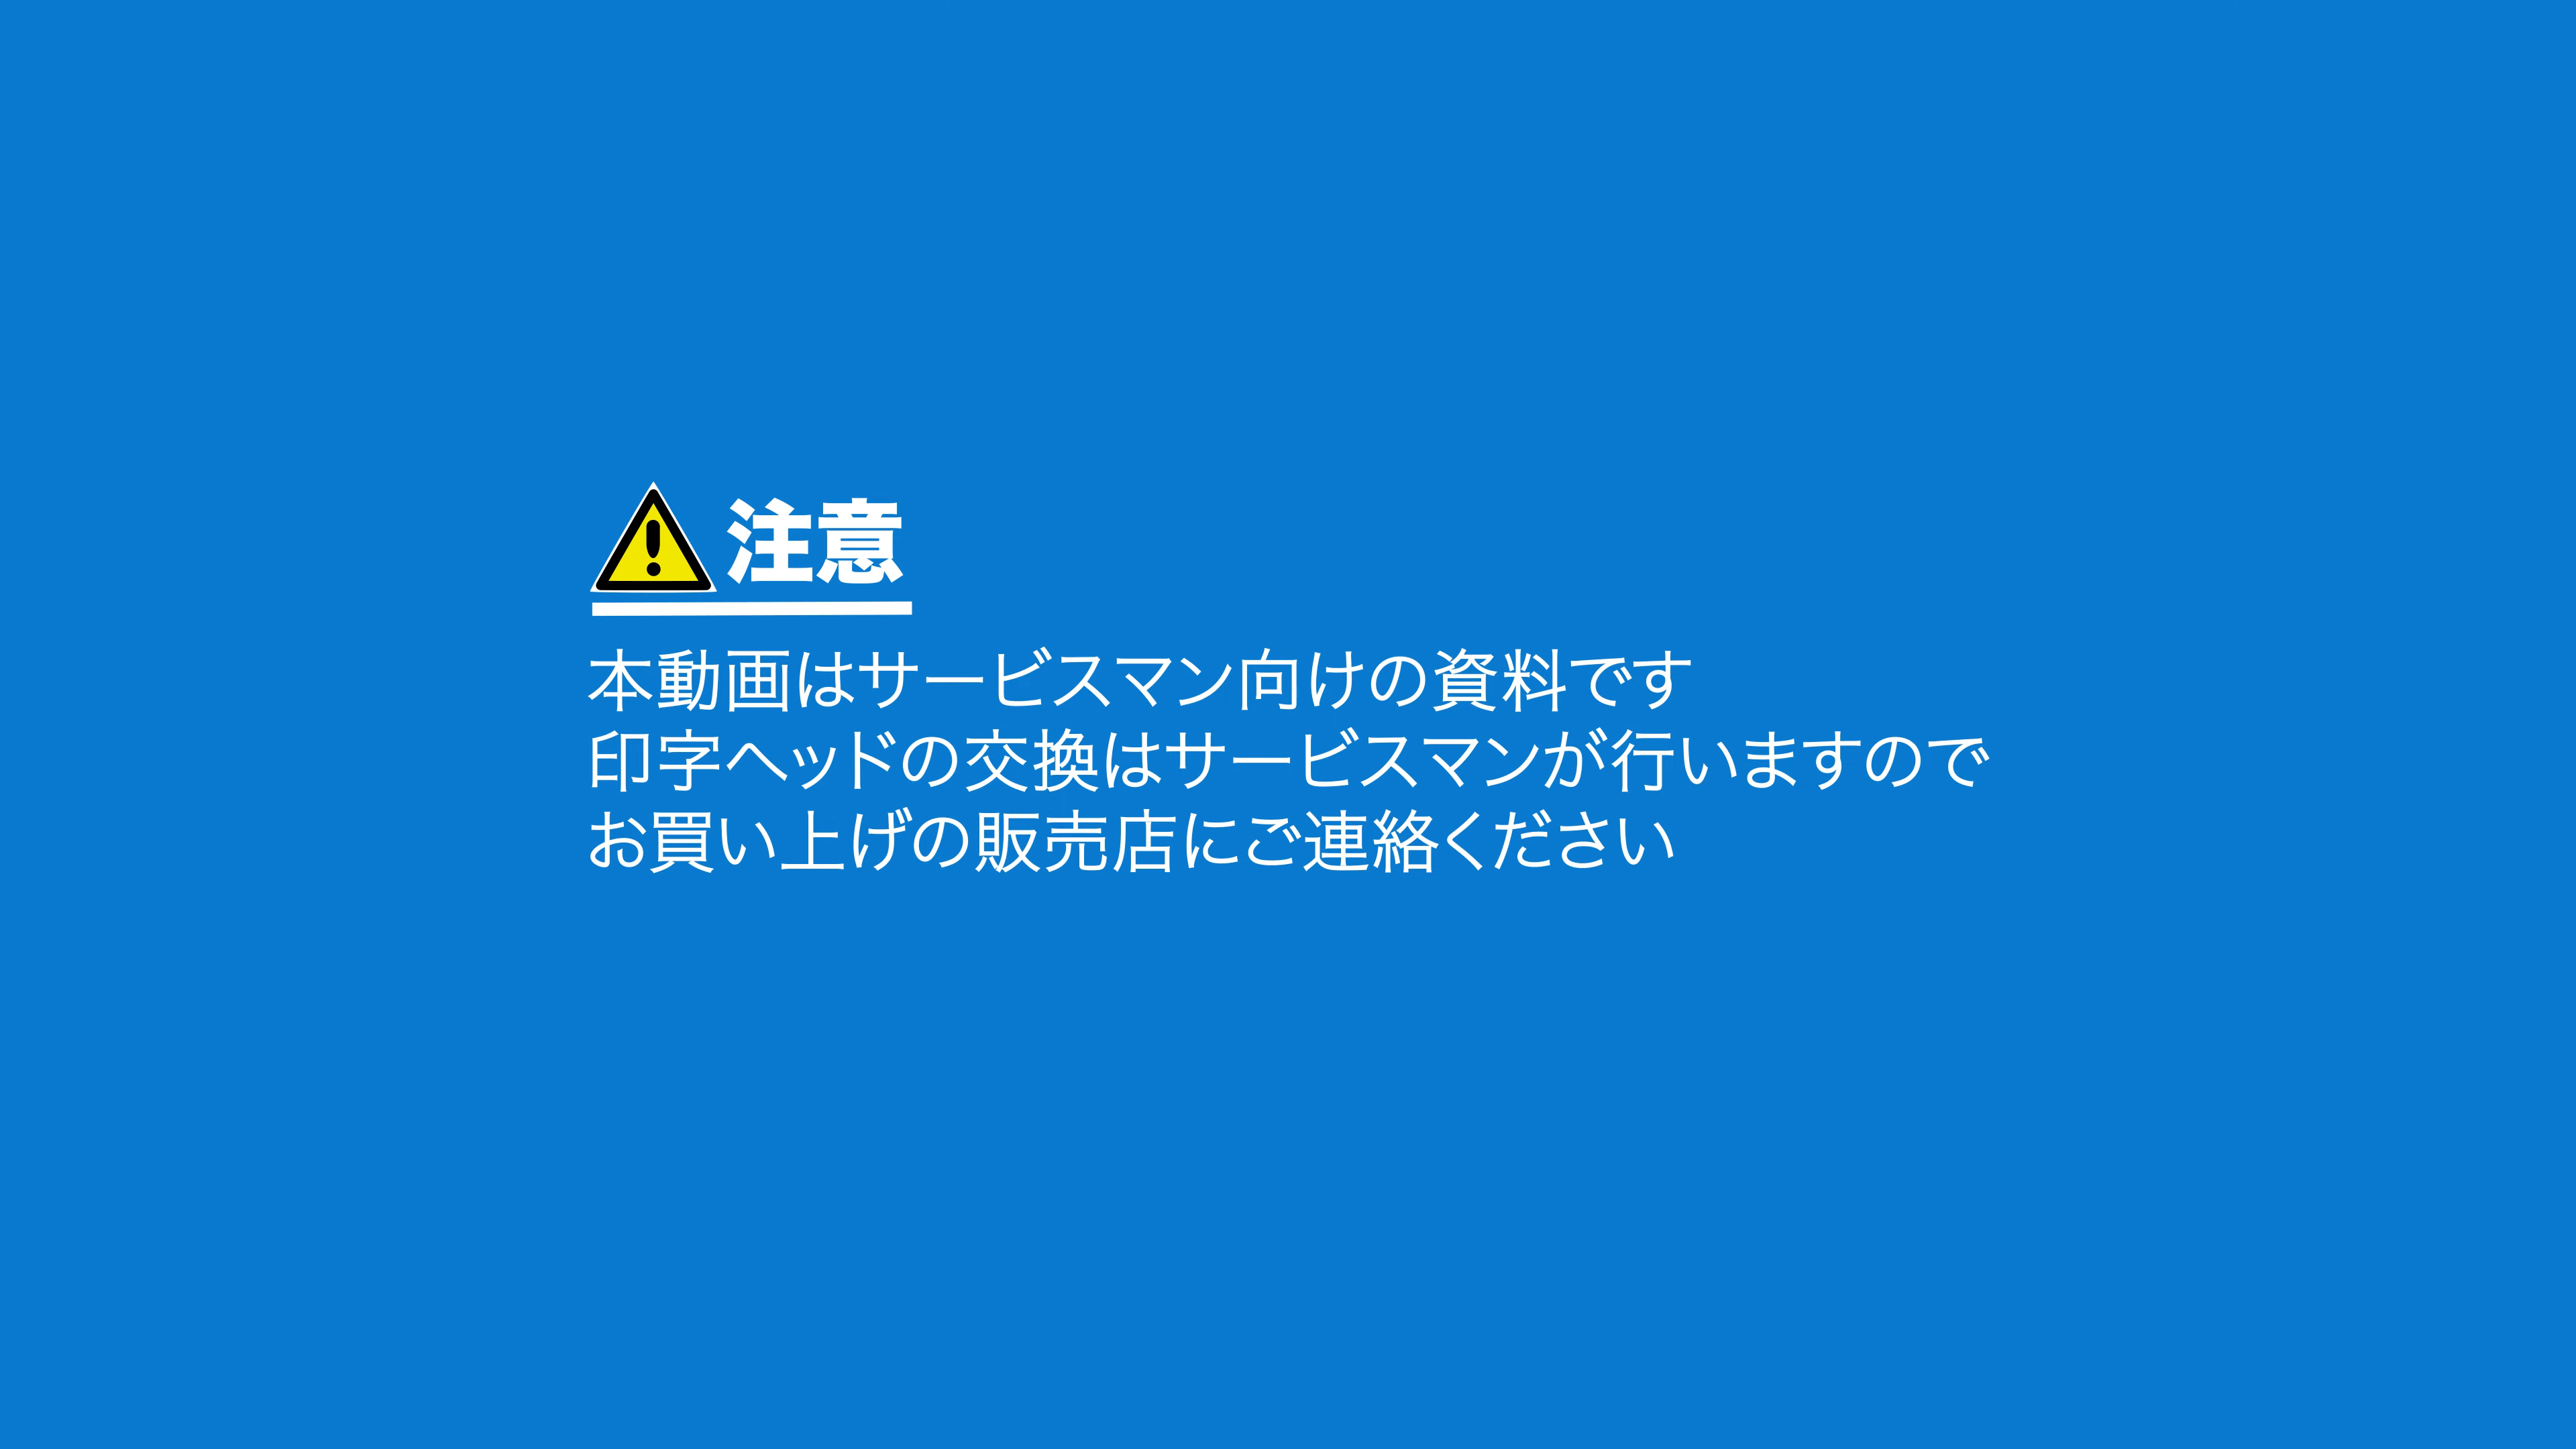 注意
本動画はサービスマン向けの資料です
印字ヘッドの交換はサービスマンが行いますので
お買い上げの販売店にご連絡ください